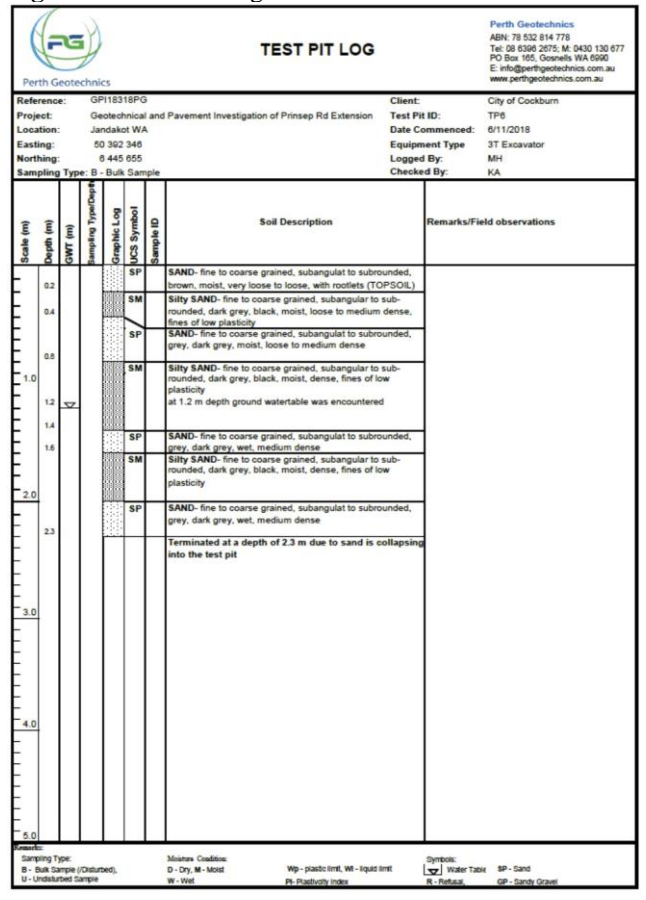 PG
Perth Geotechnics
TEST PIT LOG
Perth Geotechnics
ABN: 78 532 814 778
Tel: 08 6396 2675; M: 0430 130 677
PO Box 165, Gosnells WA 6990
E: info@perthgeotechnics.com.au
www.perthgeotechnics.com.au
Reference: GPI18318PG Client: City of Cockburn
Project: Geotechnical and Pavement Investigation of Prinsep Rd Extension Test Pit ID: TP6
Location: Jandakot WA Date Commenced: 6/11/2018
Easting: 50 392 346 Equipment Type 3T Excavator
Northing: 6 445 655 Logged By: MH
Sampling Type: B - Bulk Sample Checked By: KA
Scale (m) Depth (m) GWT (m) Sampling Type/Depth Graphic Log UCS Symbol Sample ID Soil Description Remarks/Field observations
SP SAND- fine to coarse grained, subangulat to subrounded,
0.2 brown, moist, very loose to loose, with rootlets (TOPSOIL)
SM Silty SAND- fine to coarse grained, subangular to sub-
0.4 rounded, dark grey, black, moist, loose to medium dense,
fines of low plasticity
SP SAND- fine to coarse grained, subangulat to subrounded,
grey, dark grey, moist, loose to medium dense
0.8
SM Silty SAND- fine to coarse grained, subangular to sub-
1.0 rounded, dark grey, black, moist, dense, fines of low
plasticity
1.2 at 1.2 m depth ground watertable was encountered
1.4
SP SAND- fine to coarse grained, subangulat to subrounded,
1.6 grey, dark grey, wet, medium dense
SM Silty SAND- fine to coarse grained, subangular to sub-
rounded, dark grey, black, moist, dense, fines of low
plasticity
2.0
SP SAND- fine to coarse grained, subangulat to subrounded,
grey, dark grey, wet, medium dense
2.3
Terminated at a depth of 2.3 m due to sand is collapsing
into the test pit
3.0
4.0
5.0
Remarks:
Sampling Type: Moisture Condition: Symbols:
B - Bulk Sample (/Disturbed), D - Dry, M - Moist Wp - plastic limit, Wl - liquid limit Water Table SP - Sand
U - Undisturbed Sample W - Wet PI- Plastivity Index R - Refusal, GP - Sandy Gravel